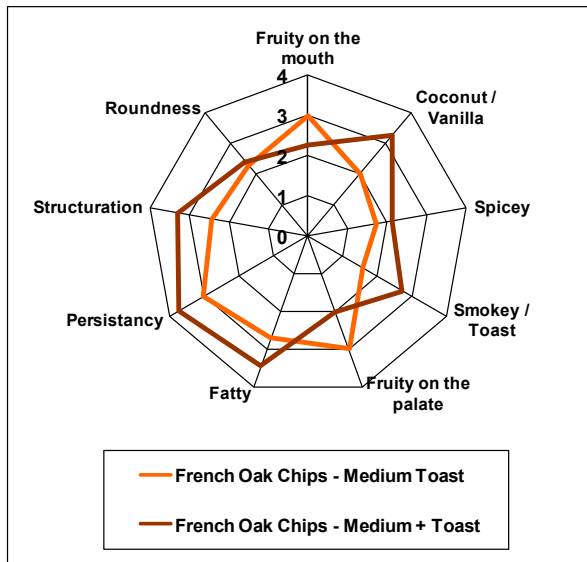 Fruity on the
mouth
4
Coconut /
Vanilla
Roundness
3
2
Structuration
Spicey
1
0
Persistancy
Smokey /
Toast
Fatty
Fruity on the
palate
French Oak Chips - Medium Toast
French Oak Chips - Medium + Toast